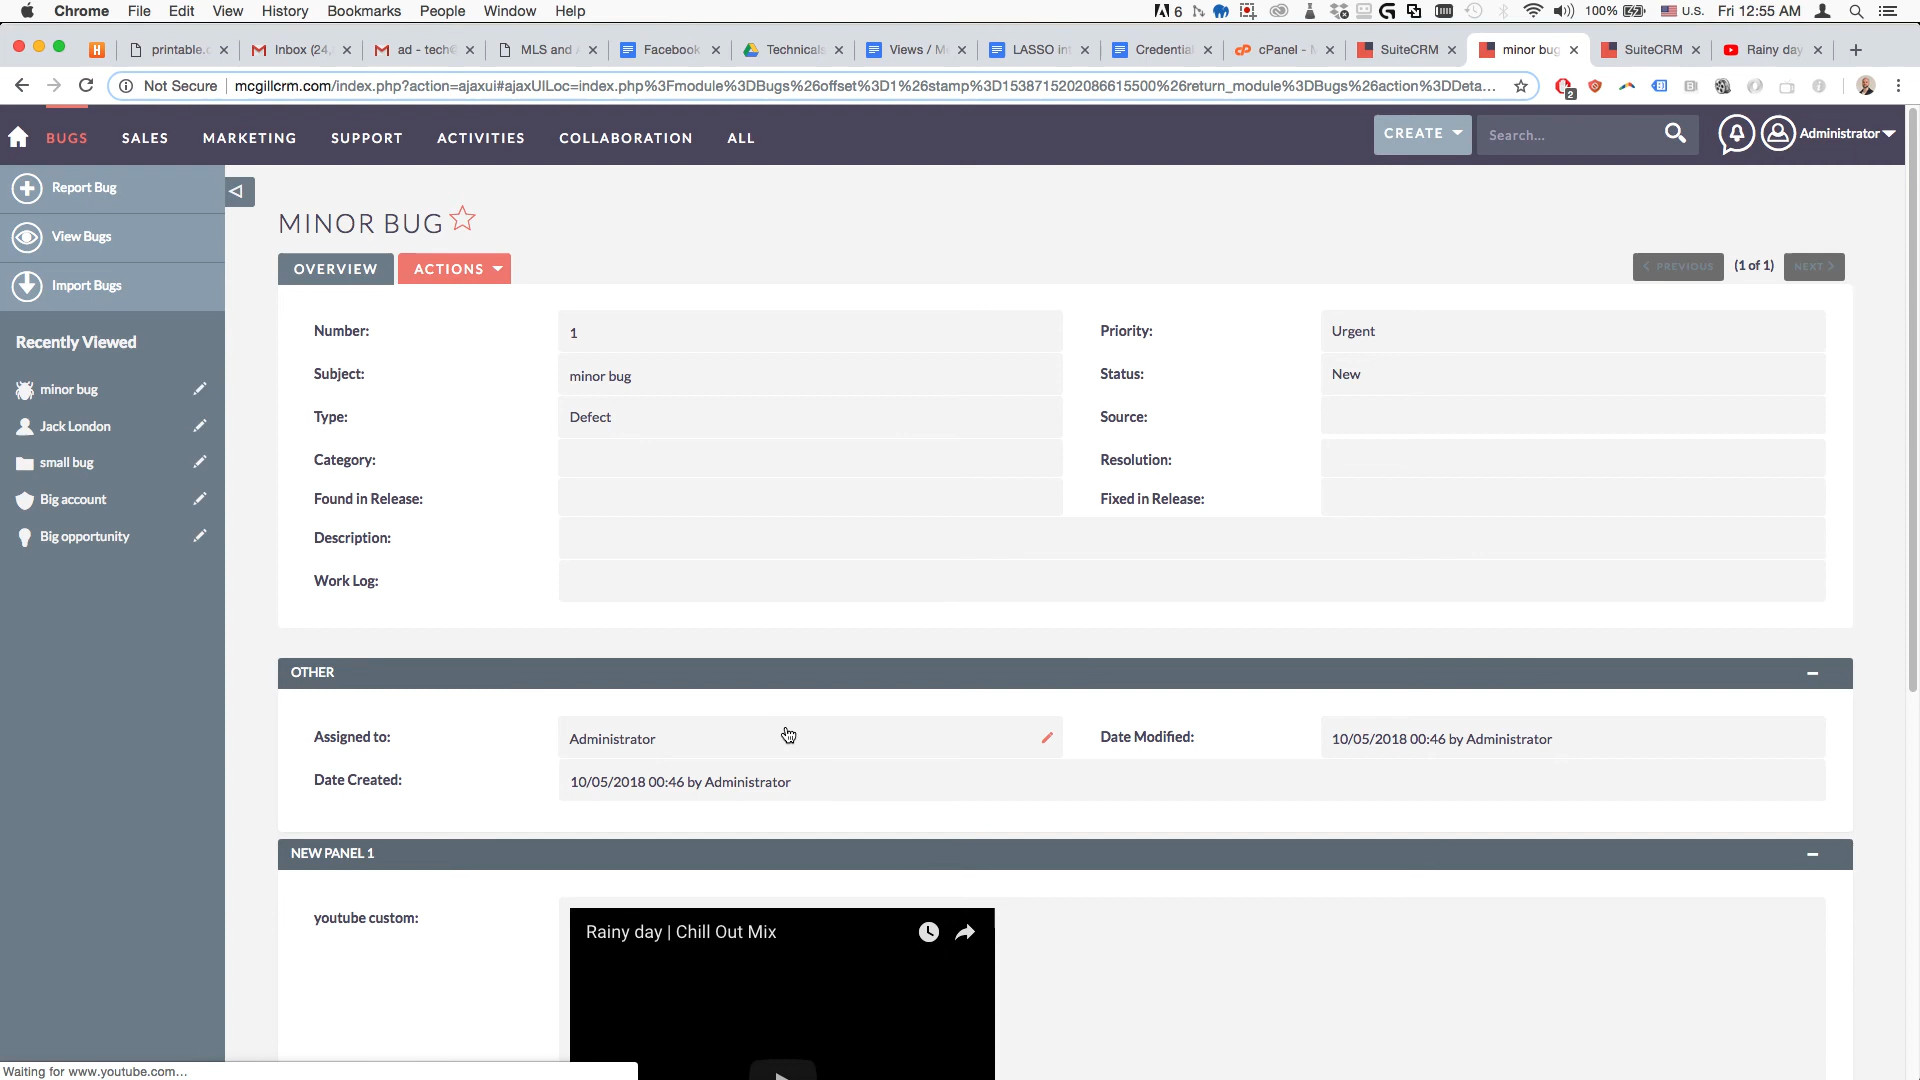 Chrome File Edit View History Bookmarks People Window Help 6 100% U.S. Fri 12:55 AM
printable. Inbox (24, ad - tech MLS and Facebook Technicals Views / M LASSO in Credential cPanel - SuiteCRM minor bug SuiteCRM Rainy day
Not Secure mcgillcrm.com/index.php?action=ajaxui#ajaxUILoc=index.php%3Fmodule%3DBugs%26offset%3D1%26stamp%3D1538715202086615500%26return_module%3DBugs%26action%3DDeta... 2
BUGS SALES MARKETING SUPPORT ACTIVITIES COLLABORATION ALL CREATE Search... Administrator
Report Bug
View Bugs
Import Bugs
Recently Viewed
minor bug
Jack London
small bug
Big account
Big opportunity
MINOR BUG
OVERVIEW ACTIONS PREVIOUS (1 of 1) NEXT
Number: 1 Priority: Urgent
Subject: minor bug Status: New
Type: Defect Source:
Category: Resolution:
Found in Release: Fixed in Release:
Description:
Work Log:
OTHER
Assigned to: Administrator Date Modified: 10/05/2018 00:46 by Administrator
Date Created: 10/05/2018 00:46 by Administrator
NEW PANEL 1
youtube custom: Rainy day | Chill Out Mix
Waiting for www.youtube.com...